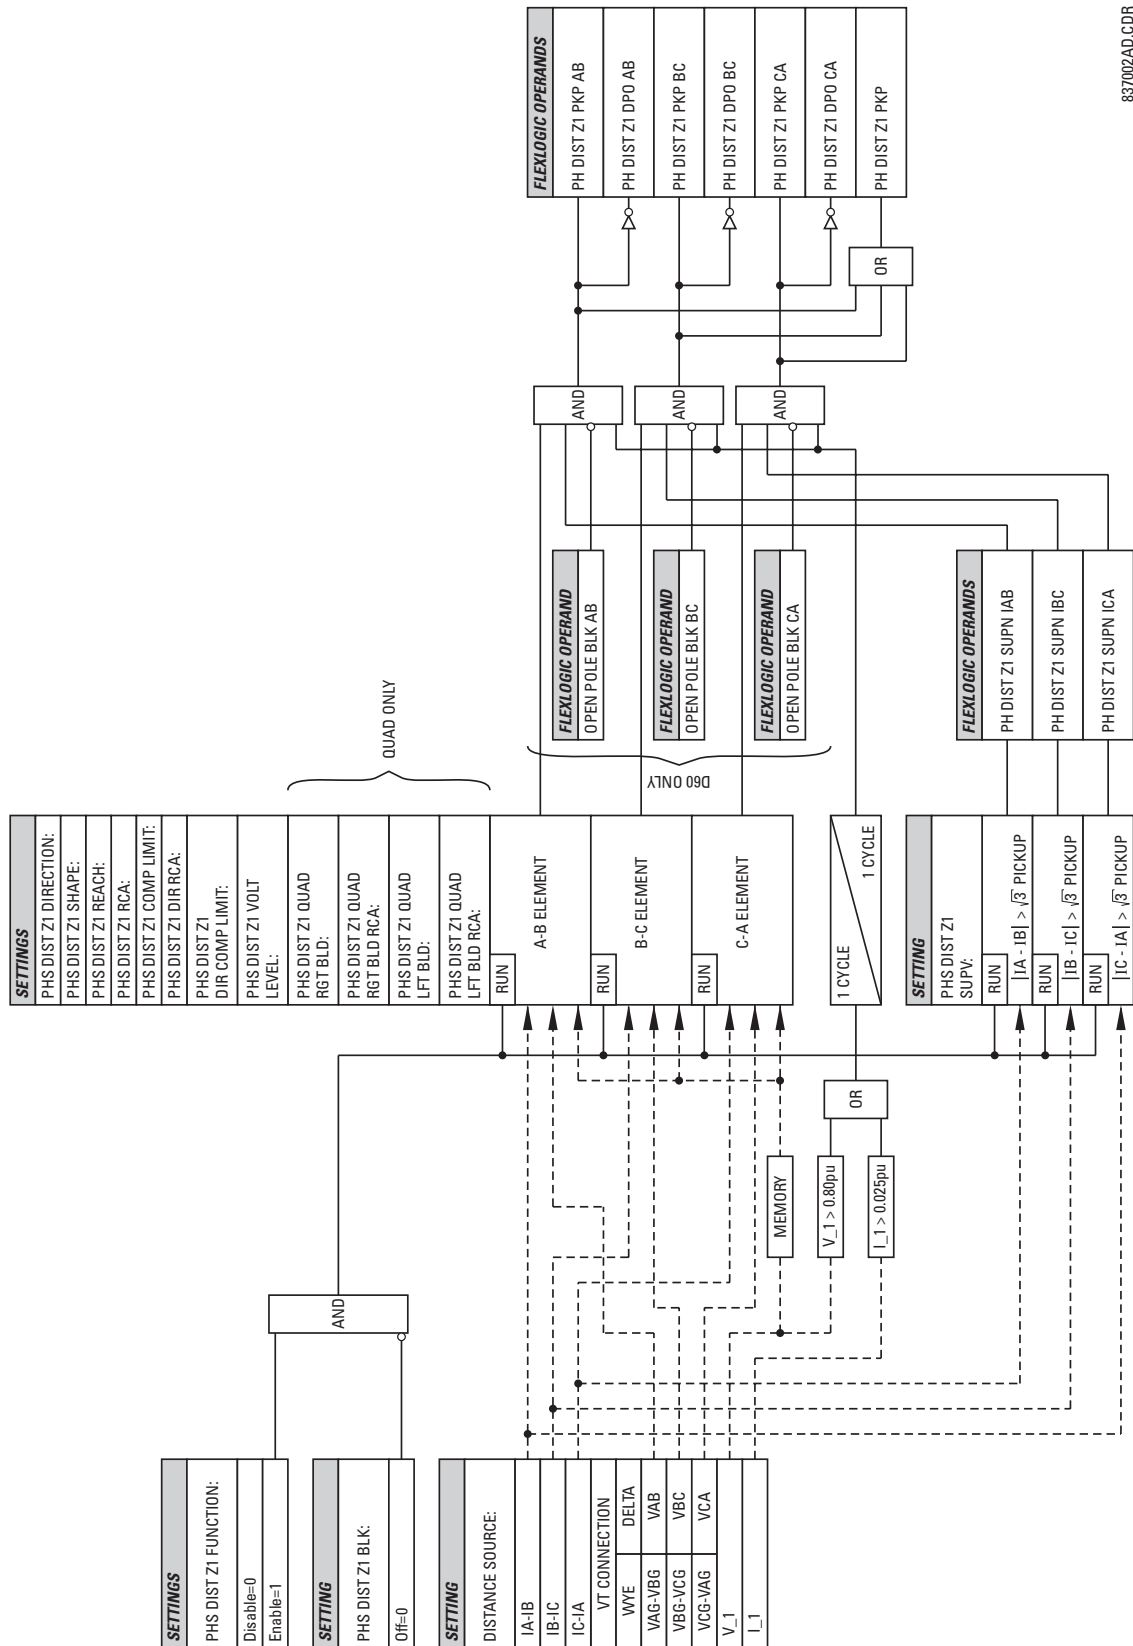 SETTINGS
PHS DIST Z1 FUNCTION:
Disable=0
Enable=1
SETTING
PHS DIST Z1 BLK:
Off=0
SETTING
DISTANCE SOURCE:
IA-IB
IB-IC
IC-IA
VT CONNECTION
WYE DELTA
VAG-VBG VAB
VBG-VCG VBC
VCG-VAG VCA
V_1
I_1
AND
MEMORY
V_1 > 0.80pu
I_1 > 0.025pu
OR
SETTINGS
PHS DIST Z1 DIRECTION:
PHS DIST Z1 SHAPE:
PHS DIST Z1 REACH:
PHS DIST Z1 RCA:
PHS DIST Z1 COMP LIMIT:
PHS DIST Z1 DIR RCA:
PHS DIST Z1
DIR COMP LIMIT:
PHS DIST Z1 VOLT
LEVEL:
PHS DIST Z1 QUAD
RGT BLD:
PHS DIST Z1 QUAD
RGT BLD RCA:
PHS DIST Z1 QUAD
LFT BLD:
PHS DIST Z1 QUAD
LFT BLD RCA:
RUN
A-B ELEMENT
RUN
B-C ELEMENT
RUN
C-A ELEMENT
1 CYCLE
1 CYCLE
SETTING
PHS DIST Z1
SUPV:
RUN
|IA - IB| > √3 PICKUP
RUN
|IB - IC| > √3 PICKUP
RUN
|IC - IA| > √3 PICKUP
QUAD ONLY
D60 ONLY
FLEXLOGIC OPERAND
OPEN POLE BLK AB
FLEXLOGIC OPERAND
OPEN POLE BLK BC
FLEXLOGIC OPERAND
OPEN POLE BLK CA
FLEXLOGIC OPERANDS
PH DIST Z1 SUPN IAB
PH DIST Z1 SUPN IBC
PH DIST Z1 SUPN ICA
AND
AND
AND
OR
FLEXLOGIC OPERANDS
PH DIST Z1 PKP AB
PH DIST Z1 DPO AB
PH DIST Z1 PKP BC
PH DIST Z1 DPO BC
PH DIST Z1 PKP CA
PH DIST Z1 DPO CA
PH DIST Z1 PKP
837002AD.CDR